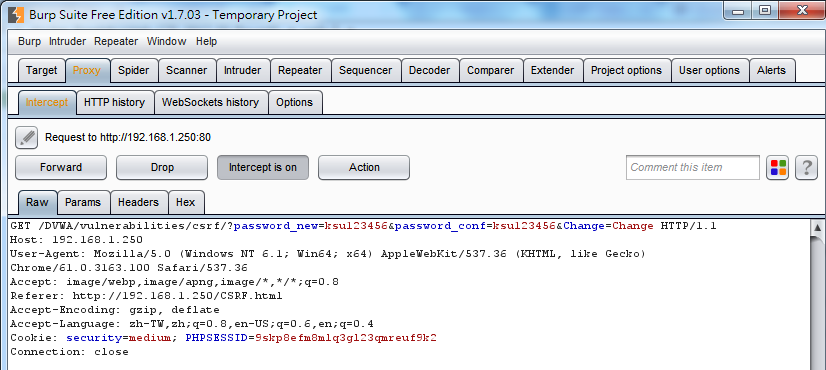 Burp Suite Free Edition v1.7.03 - Temporary Project
Burp Intruder Repeater Window Help
Target Proxy Spider Scanner Intruder Repeater Sequencer Decoder Comparer Extender Project options User options Alerts
Intercept HTTP history WebSockets history Options
Request to http://192.168.1.250:80
Forward Drop Intercept is on Action Comment this item ?
Raw Params Headers Hex
GET /DVWA/vulnerabilities/csrf/?password_new=ksu123456&password_conf=ksu123456&Change=Change HTTP/1.1
Host: 192.168.1.250
User-Agent: Mozilla/5.0 (Windows NT 6.1; Win64; x64) AppleWebKit/537.36 (KHTML, like Gecko)
Chrome/61.0.3163.100 Safari/537.36
Accept: image/webp,image/apng,image/*,*/*;q=0.8
Referer: http://192.168.1.250/CSRF.html
Accept-Encoding: gzip, deflate
Accept-Language: zh-TW,zh;q=0.8,en-US;q=0.6,en;q=0.4
Cookie: security=medium; PHPSESSID=9skp8efm8mlq3gl23qmreuf9k2
Connection: close